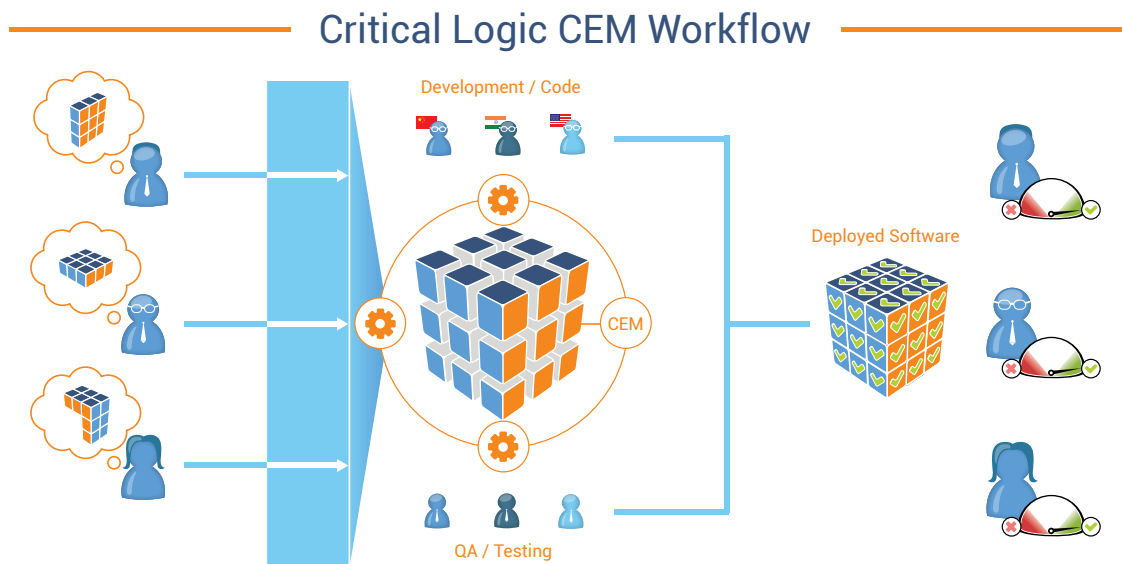 Critical Logic CEM Workflow
Development / Code
CEM
Deployed Software
QA / Testing